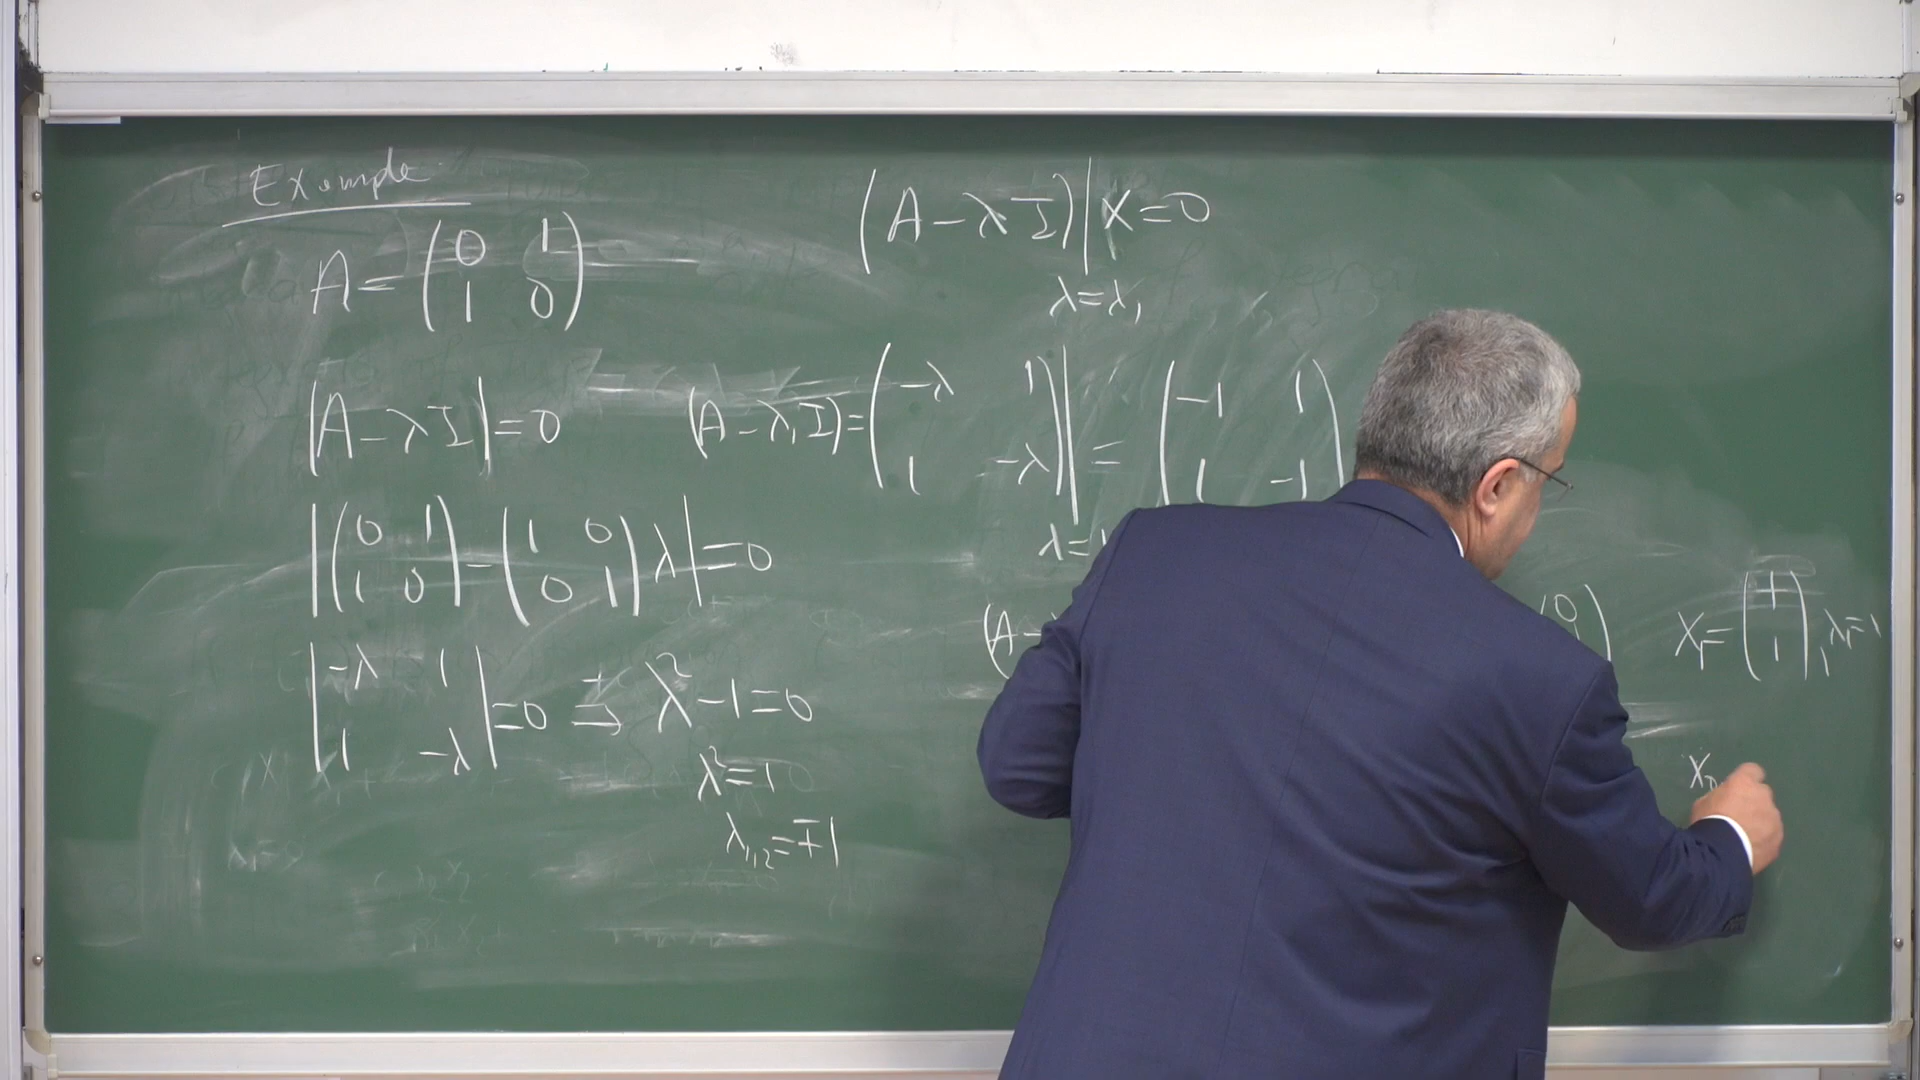 Example
A = (0 1
1 0)
|A - λI| = 0
|(0 1
1 0) - (1 0
0 1) λ| = 0
|-λ 1
1 -λ| = 0 ⇒ λ² - 1 = 0
λ² = 1
λ₁,₂ = ∓1
(A - λI)| X = 0
λ = λ₁
(A - λ₁I) = (-λ 1
1 -λ)| = (-1 1
1 -1)
λ=1
(A -
(0
X₁ = (1
1), λ₁=1
X₂